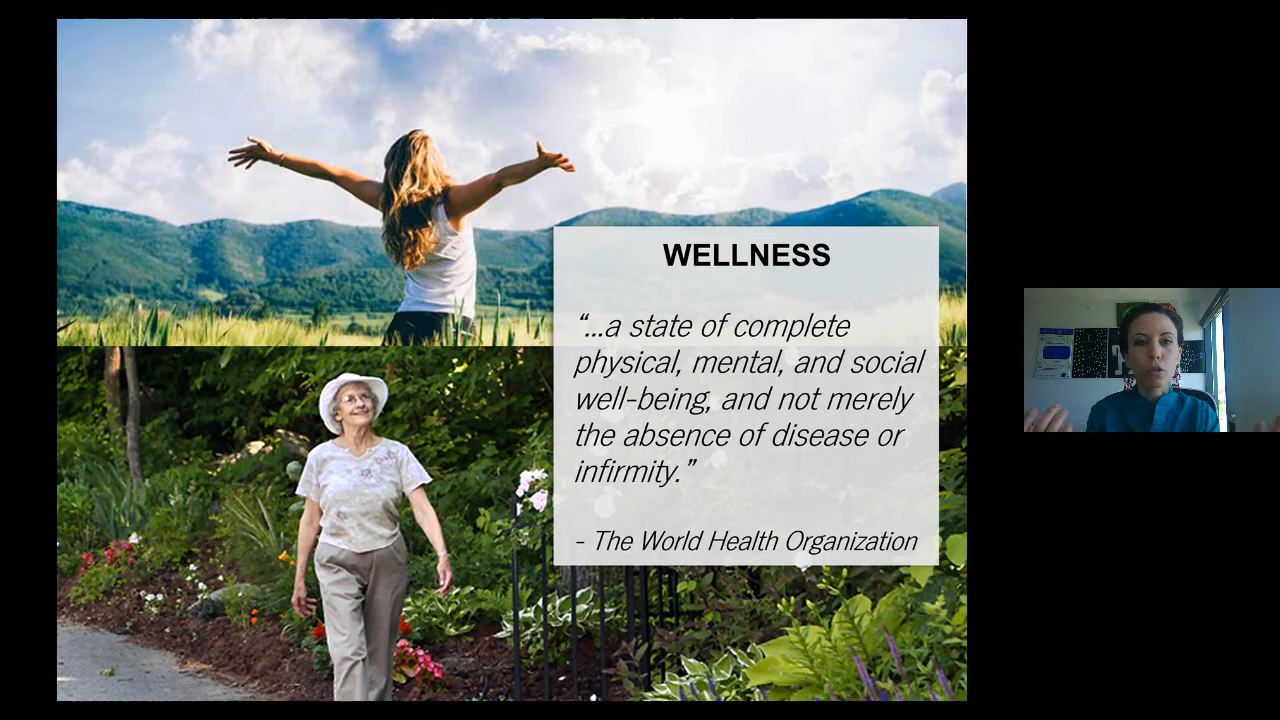 WELLNESS
“...a state of complete
physical, mental, and social
well-being, and not merely
the absence of disease or
infirmity.”
- The World Health Organization